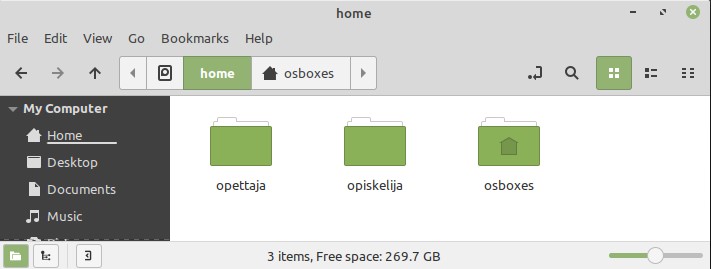 home
File Edit View Go Bookmarks Help
home osboxes
My Computer
Home
Desktop
Documents
Music
opettaja opiskelija osboxes
3 items, Free space: 269.7 GB